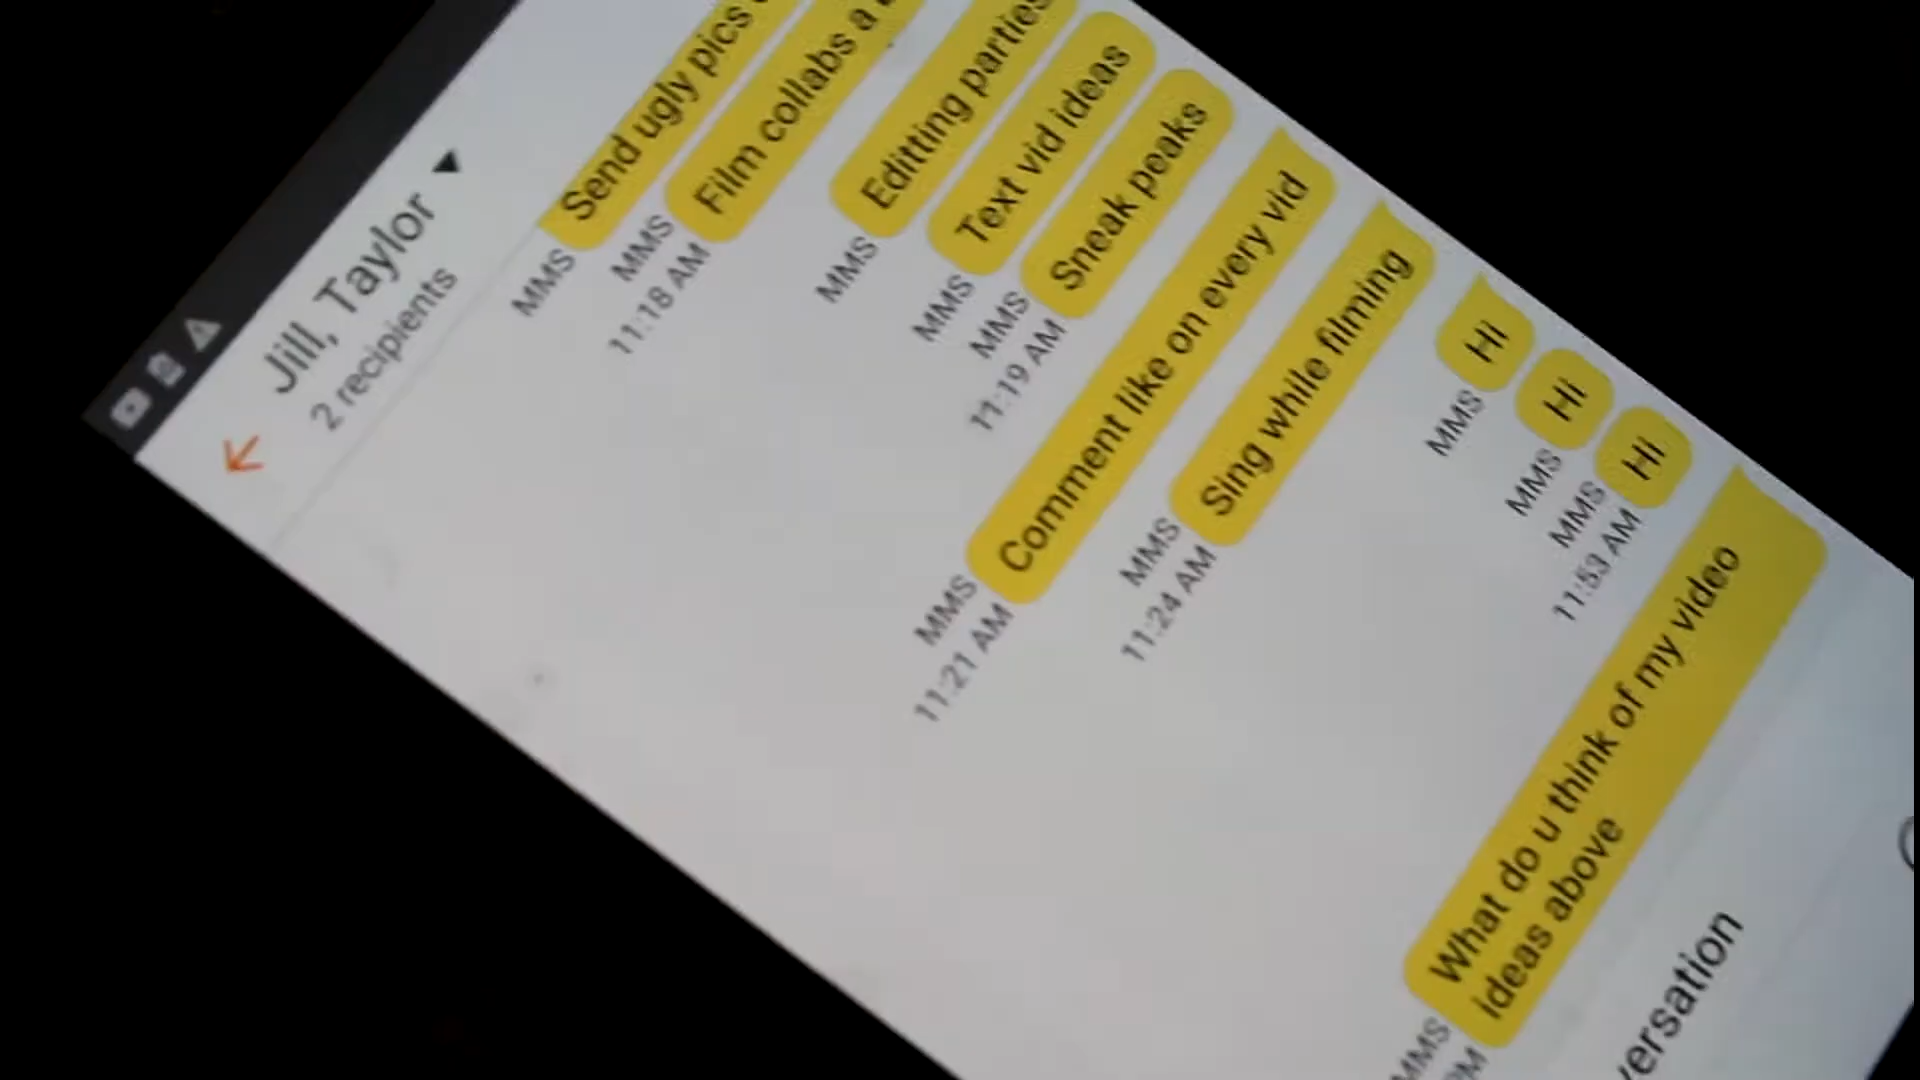 Jill, Taylor
2 recipients
Send ugly pics
MMS
Film collabs a
MMS
11:18 AM
Editting parties
MMS
Text vid ideas
MMS
Sneak peaks
MMS
11:19 AM
Comment like on every vid
MMS
11:21 AM
Sing while filming
MMS
11:24 AM
Hi
MMS
Hi
MMS
Hi
MMS
11:53 AM
What do u think of my video
ideas above
MMS
PM
versation